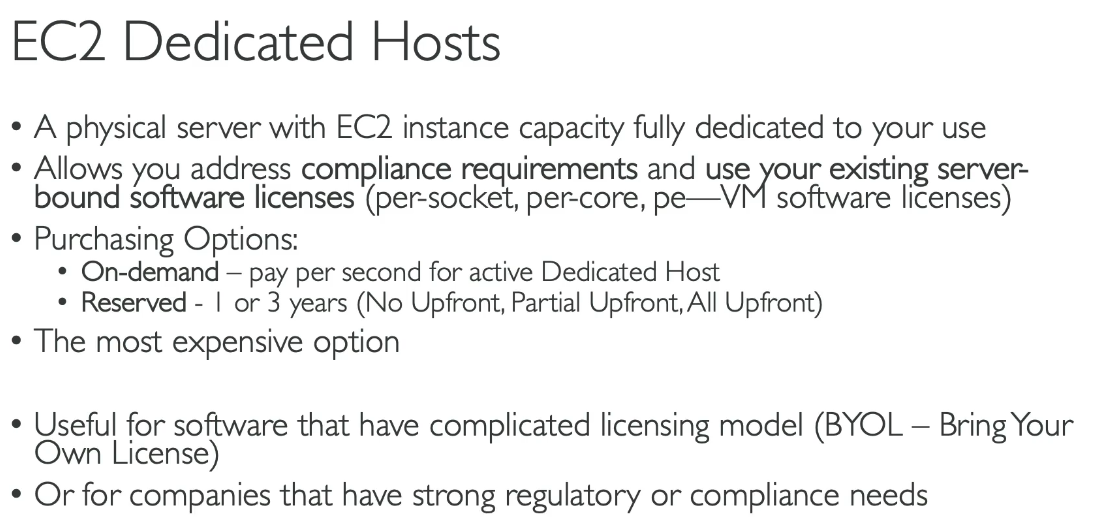 EC2 Dedicated Hosts
• A physical server with EC2 instance capacity fully dedicated to your use
• Allows you address compliance requirements and use your existing server-
bound software licenses (per-socket, per-core, pe—VM software licenses)
• Purchasing Options:
• On-demand – pay per second for active Dedicated Host
• Reserved - 1 or 3 years (No Upfront, Partial Upfront, All Upfront)
• The most expensive option
• Useful for software that have complicated licensing model (BYOL – Bring Your
Own License)
• Or for companies that have strong regulatory or compliance needs